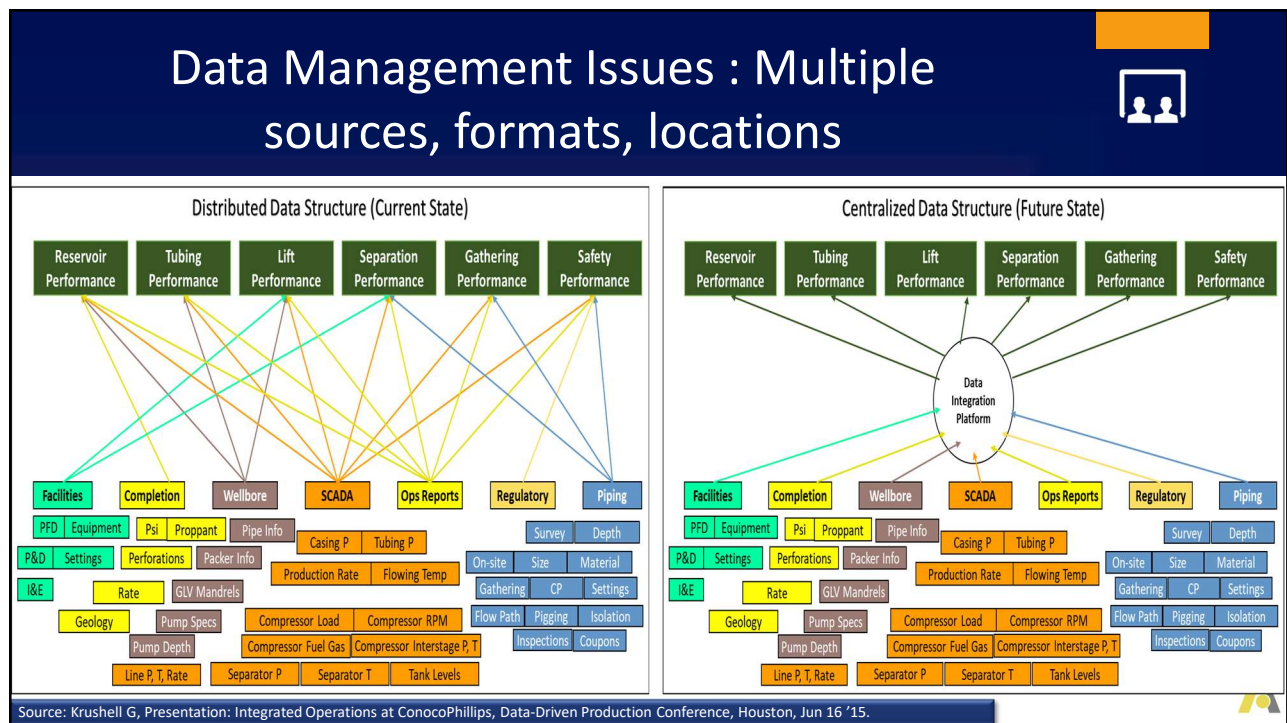 Data Management Issues : Multiple
sources, formats, locations
Distributed Data Structure (Current State)
Reservoir
Performance
Tubing
Performance
Lift
Performance
Separation
Performance
Gathering
Performance
Safety
Performance
Facilities
Completion
Wellbore
SCADA
Ops Reports
Regulatory
Piping
PFD
Equipment
P&D
Settings
I&E
Psi
Proppant
Perforations
Rate
Geology
Pipe Info
Packer Info
GLV Mandrels
Pump Specs
Pump Depth
Casing P
Tubing P
Production Rate
Flowing Temp
Compressor Load
Compressor RPM
Compressor Fuel Gas
Compressor Interstage P, T
Line P, T, Rate
Separator P
Separator T
Tank Levels
Survey
Depth
On-site
Size
Material
Gathering
CP
Settings
Flow Path
Pigging
Isolation
Inspections
Coupons
Centralized Data Structure (Future State)
Reservoir
Performance
Tubing
Performance
Lift
Performance
Separation
Performance
Gathering
Performance
Safety
Performance
Data
Integration
Platform
Facilities
Completion
Wellbore
SCADA
Ops Reports
Regulatory
Piping
PFD
Equipment
P&D
Settings
I&E
Psi
Proppant
Perforations
Rate
Geology
Pipe Info
Packer Info
GLV Mandrels
Pump Specs
Pump Depth
Casing P
Tubing P
Production Rate
Flowing Temp
Compressor Load
Compressor RPM
Compressor Fuel Gas
Compressor Interstage P, T
Line P, T, Rate
Separator P
Separator T
Tank Levels
Survey
Depth
On-site
Size
Material
Gathering
CP
Settings
Flow Path
Pigging
Isolation
Inspections
Coupons
Source: Krushell G, Presentation: Integrated Operations at ConocoPhillips, Data-Driven Production Conference, Houston, Jun 16 ’15.